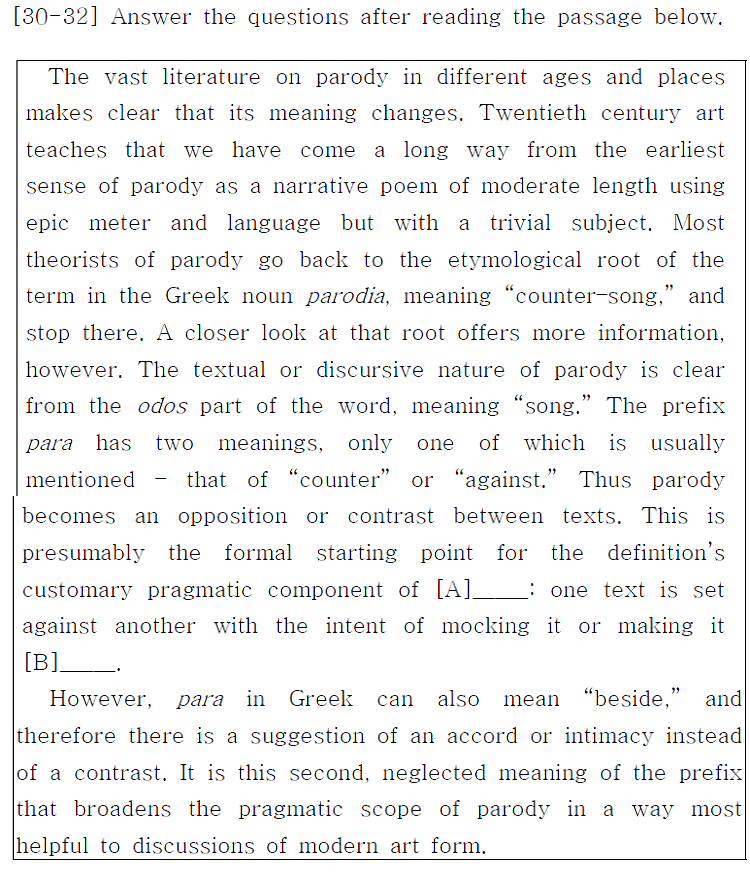 [30-32] Answer the questions after reading the passage below.
The vast literature on parody in different ages and places
makes clear that its meaning changes. Twentieth century art
teaches that we have come a long way from the earliest
sense of parody as a narrative poem of moderate length using
epic meter and language but with a trivial subject. Most
theorists of parody go back to the etymological root of the
term in the Greek noun parodia, meaning “counter-song,” and
stop there. A closer look at that root offers more information,
however. The textual or discursive nature of parody is clear
from the odos part of the word, meaning “song.” The prefix
para has two meanings, only one of which is usually
mentioned - that of “counter” or “against.” Thus parody
becomes an opposition or contrast between texts. This is
presumably the formal starting point for the definition’s
customary pragmatic component of [A]_____: one text is set
against another with the intent of mocking it or making it
[B]_____.
However, para in Greek can also mean “beside,” and
therefore there is a suggestion of an accord or intimacy instead
of a contrast. It is this second, neglected meaning of the prefix
that broadens the pragmatic scope of parody in a way most
helpful to discussions of modern art form.